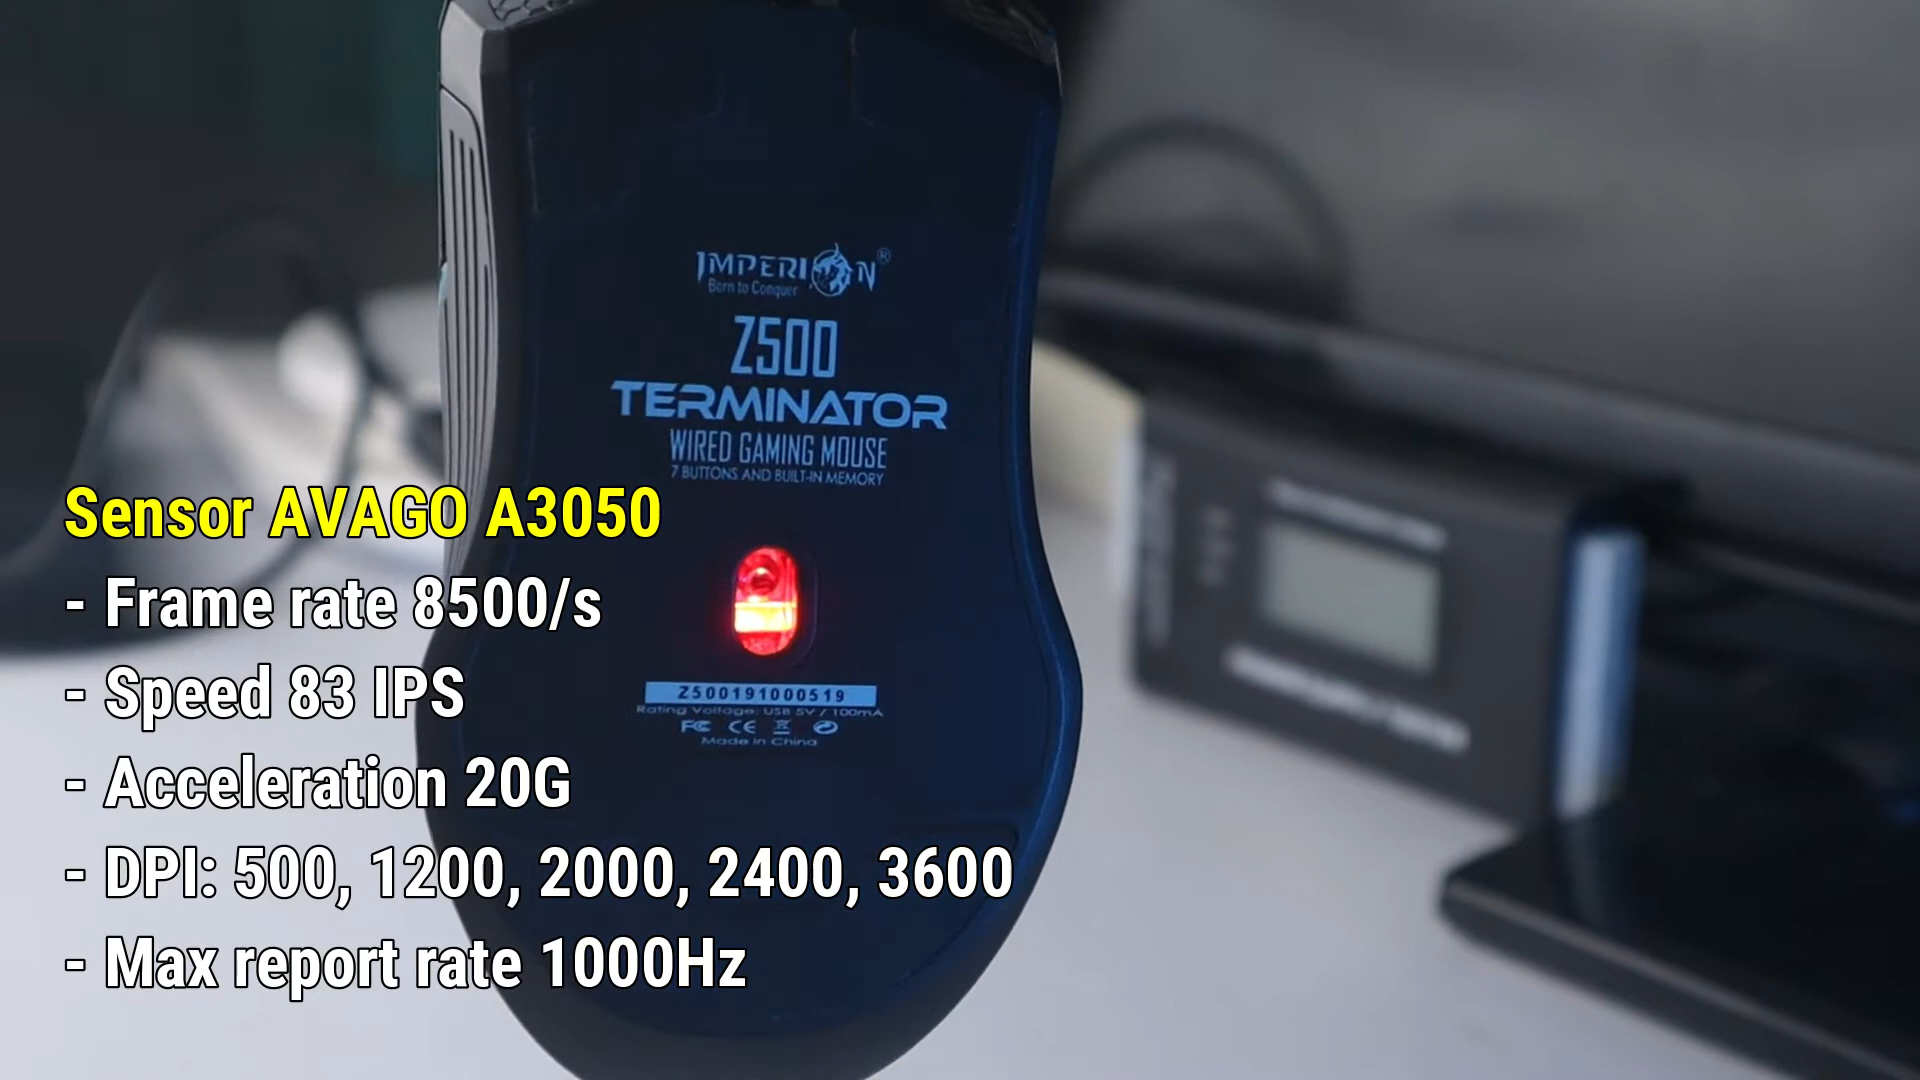 IMPERION®
Born to Conquer
Z500
TERMINATOR
WIRED GAMING MOUSE
7 BUTTONS AND BUILT-IN MEMORY
Sensor AVAGO A3050
- Frame rate 8500/s
- Speed 83 IPS
- Acceleration 20G
- DPI: 500, 1200, 2000, 2400, 3600
- Max report rate 1000Hz
Z500191000519
Rating Voltage: USB 5V / 100mA
FC CE
Made in China